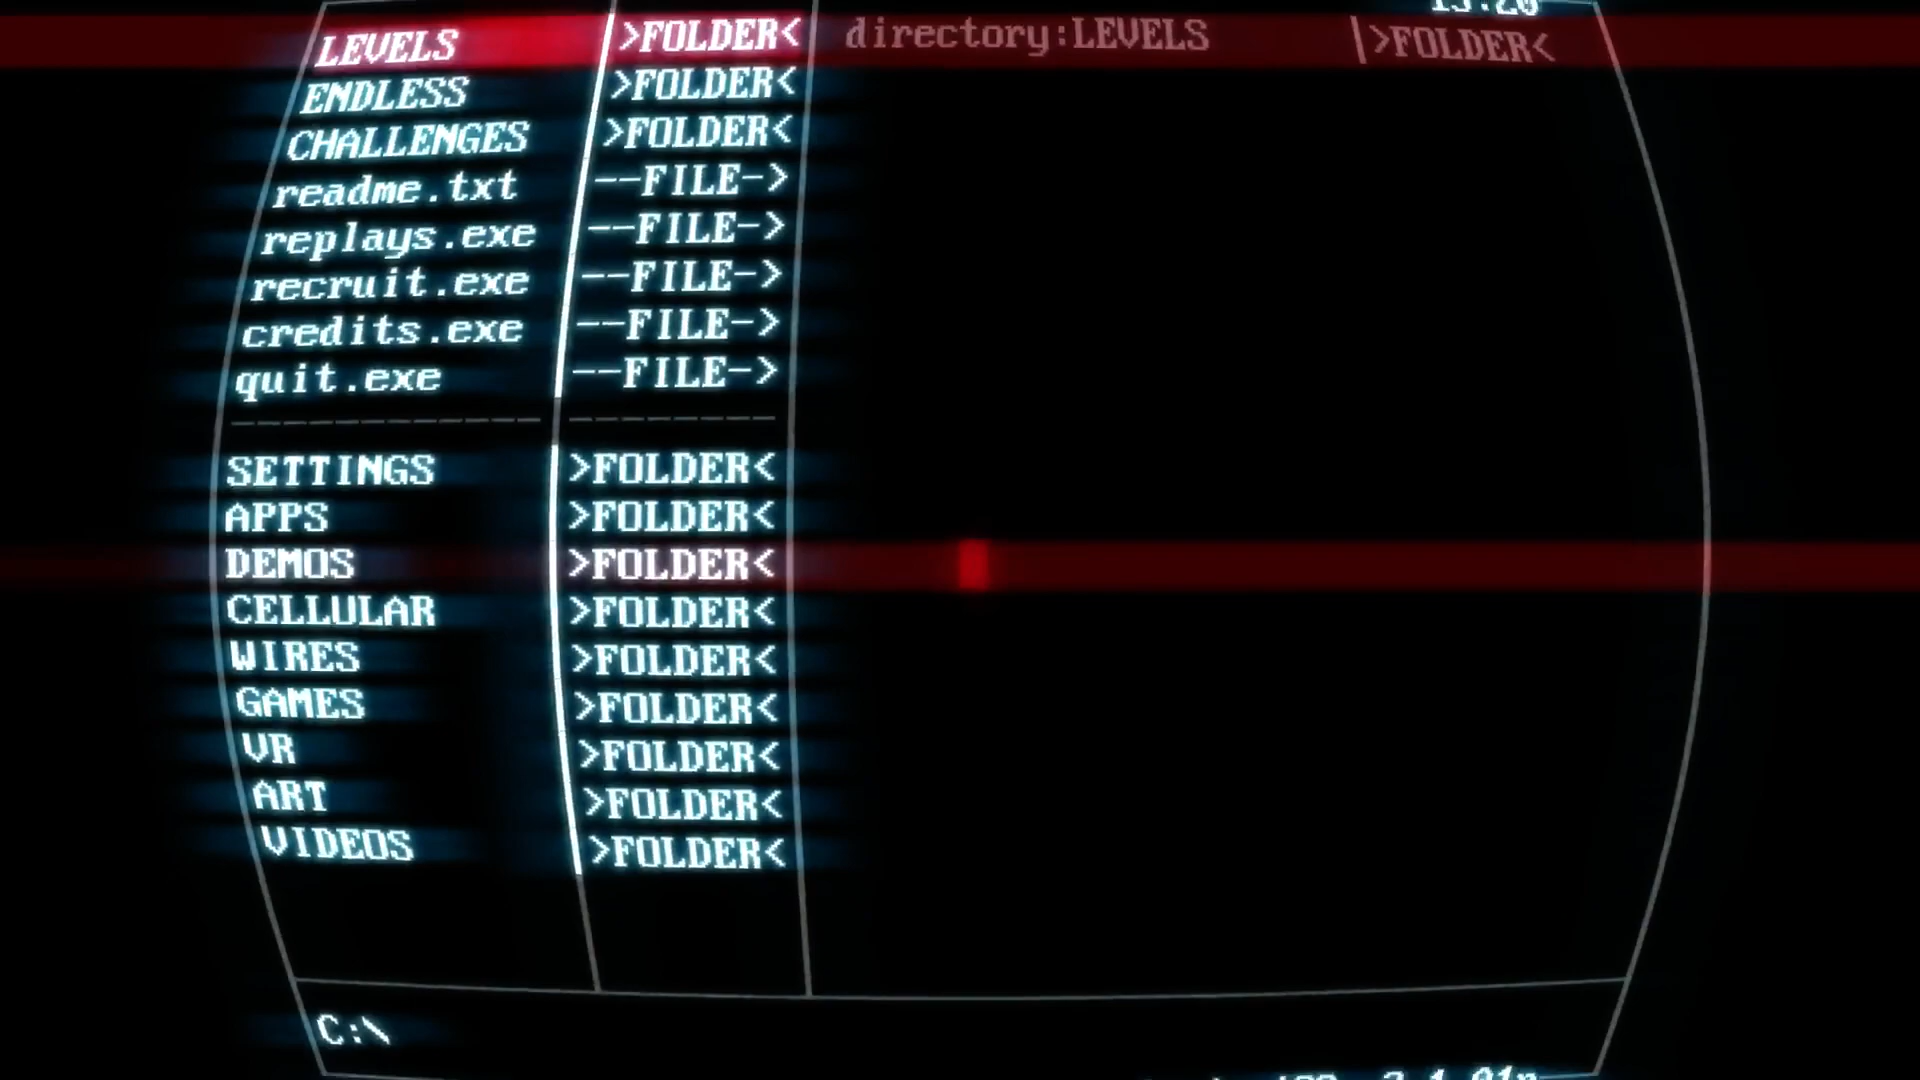 13:20
LEVELS >FOLDER< directory:LEVELS |>FOLDER<
ENDLESS >FOLDER<
CHALLENGES >FOLDER<
readme.txt --FILE->
replays.exe --FILE->
recruit.exe --FILE->
credits.exe --FILE->
quit.exe --FILE->
SETTINGS >FOLDER<
APPS >FOLDER<
DEMOS >FOLDER<
CELLULAR >FOLDER<
WIRES >FOLDER<
GAMES >FOLDER<
VR >FOLDER<
ART >FOLDER<
VIDEOS >FOLDER<
C:\